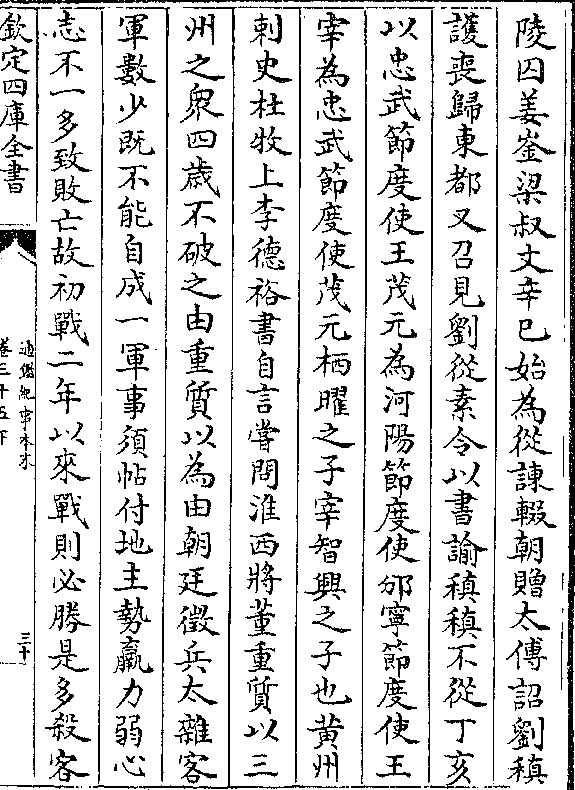 陵囚姜崟梁叔文辛巳始為從諫輟朝贈太傅詔劉稹
護喪歸東都又召見劉從素令以書諭稹稹不從丁亥
以忠武節度使王茂元為河陽節度使邠寧節度使王
宰為忠武節度使茂元栖曜之子宰智興之子也黄州
刺史杜牧上李德裕書自言嘗問淮西將董重質以三
州之衆四歳不破之由重質以為由朝廷徵兵太雜客
軍數少既不能自成一軍事須帖付地主勢羸力弱心
志不一多致敗亡故初戰二年以來戰則必勝是多殺客
欽定四庫全書
通鑑紀事本末
卷三十五下
三十